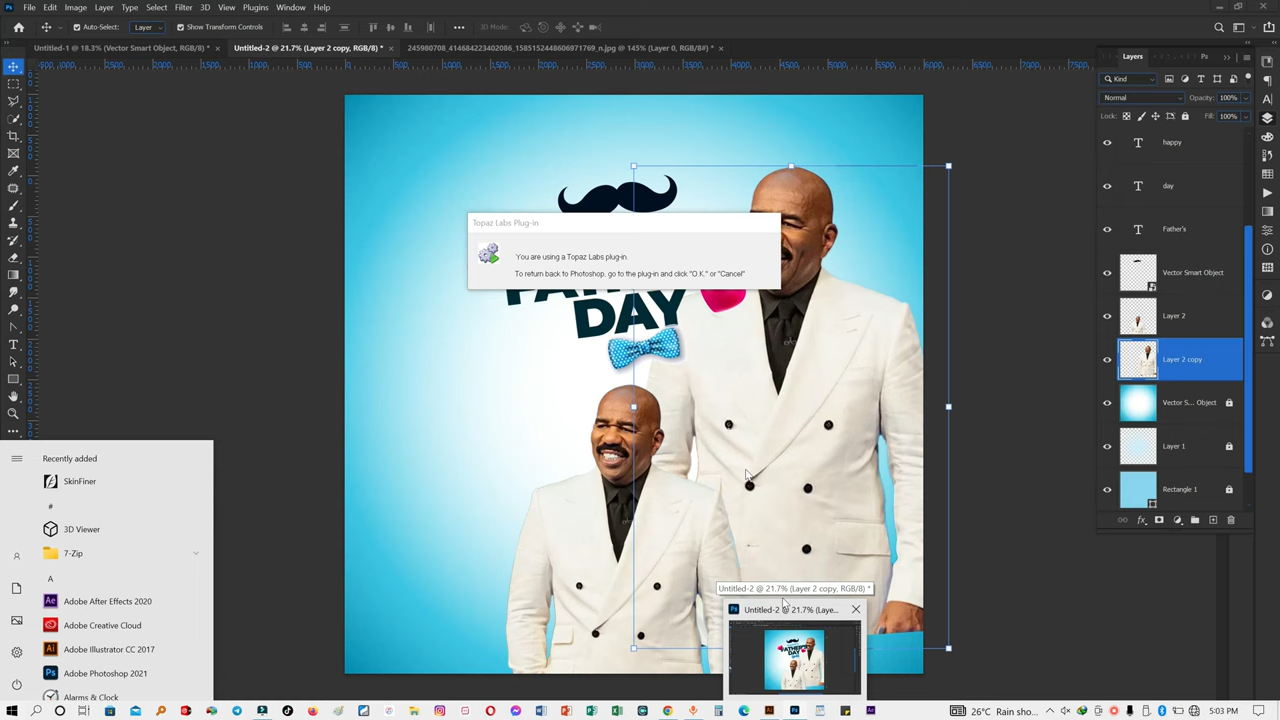 File Edit Image Layer Type Select Filter 3D View Plugins Window Help
Auto-Select: Layer Show Transform Controls 3D Mode:
Untitled-1 @ 18.3% (Vector Smart Object, RGB/8) * × Untitled-2 @ 21.7% (Layer 2 copy, RGB/8) * × 245980708_414684223402086_1585152448606971769_n.jpg @ 145% (Layer 0, RGB/8#) * ×
Layers
Kind
Normal Opacity: 100%
Lock: Fill: 100%
happy
day
Father's
Vector Smart Object
Layer 2
Layer 2 copy
Vector S... Object
Layer 1
Rectangle 1
Topaz Labs Plug-in
You are using a Topaz Labs plug-in.
To return back to Photoshop, go to the plug-in and click "O.K." or "Cancel"
FATHER'S
DAY
Recently added
SkinFiner
#
3D Viewer
7-Zip
A
Adobe After Effects 2020
Adobe Creative Cloud
Adobe Illustrator CC 2017
Adobe Photoshop 2021
Alarms & Clock
Untitled-2 @ 21.7% (Layer 2 copy, RGB/8) *
Untitled-2 @ 21.7% (Laye...
26°C Rain sho... 5:03 PM